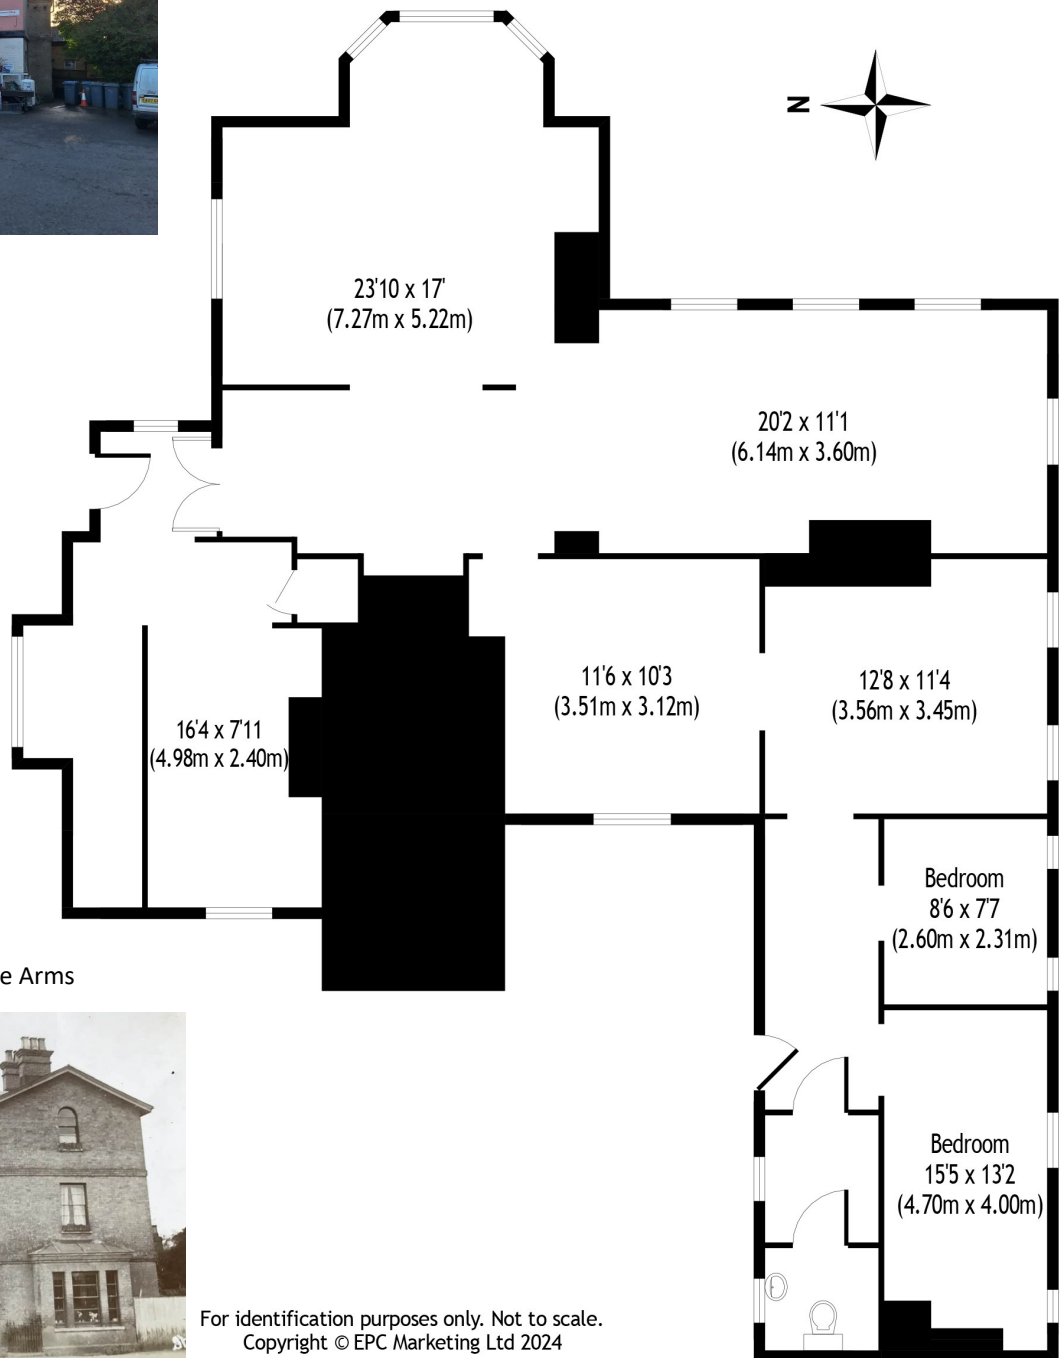 N
23'10 x 17'
(7.27m x 5.22m)
20'2 x 11'1
(6.14m x 3.60m)
11'6 x 10'3
(3.51m x 3.12m)
12'8 x 11'4
(3.56m x 3.45m)
16'4 x 7'11
(4.98m x 2.40m)
Bedroom
8'6 x 7'7
(2.60m x 2.31m)
e Arms
Bedroom
15'5 x 13'2
(4.70m x 4.00m)
For identification purposes only. Not to scale.
Copyright © EPC Marketing Ltd 2024